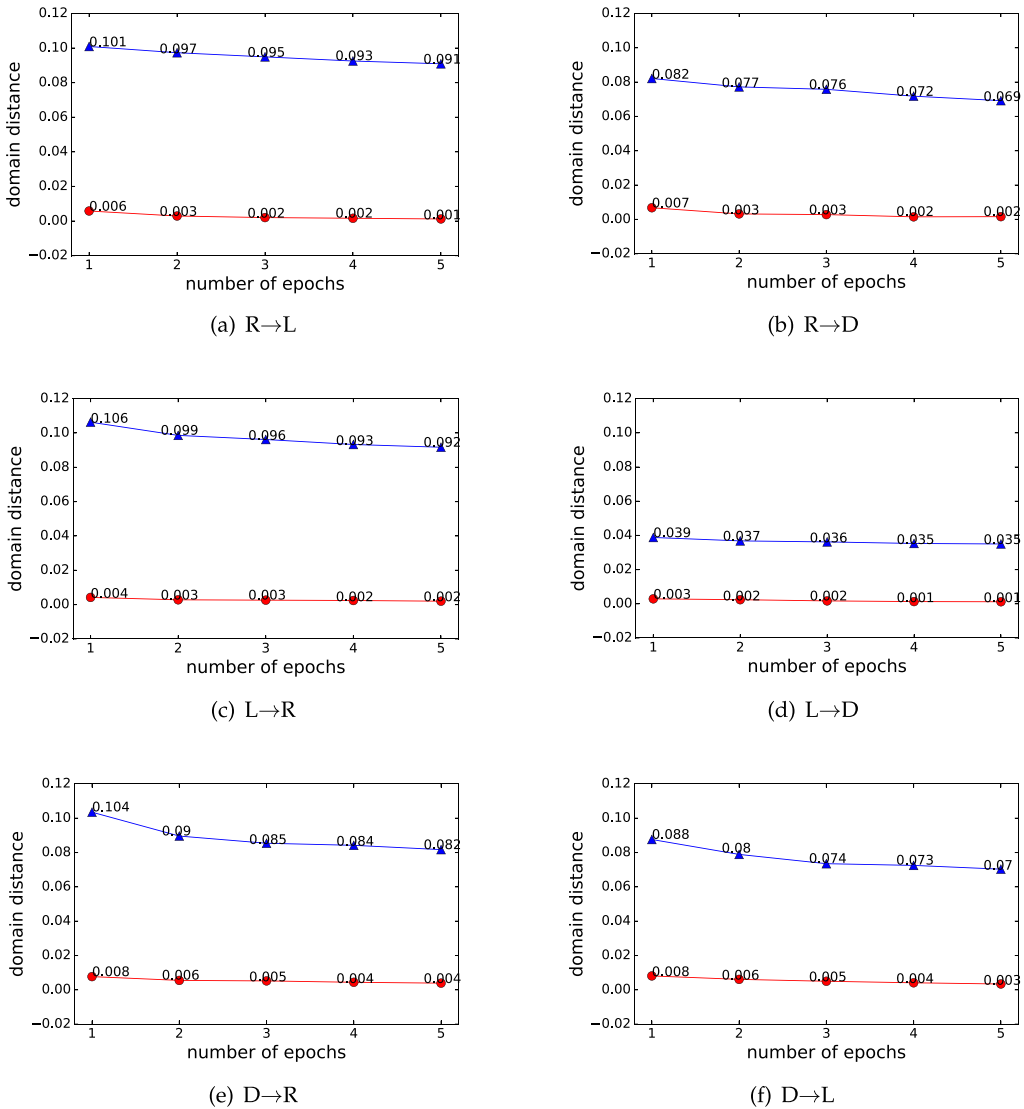 0.12
0.10
0.08
0.06
0.04
0.02
0.00
−0.02
domain distance
0.101 0.097 0.095 0.093 0.091
0.006 0.003 0.002 0.002 0.001
1 2 3 4 5
number of epochs
(a) R→L
0.12
0.10
0.08
0.06
0.04
0.02
0.00
−0.02
domain distance
0.082 0.077 0.076 0.072 0.069
0.007 0.003 0.003 0.002 0.002
1 2 3 4 5
number of epochs
(b) R→D
0.12
0.10
0.08
0.06
0.04
0.02
0.00
−0.02
domain distance
0.106 0.099 0.096 0.093 0.092
0.004 0.003 0.003 0.002 0.002
1 2 3 4 5
number of epochs
(c) L→R
0.12
0.10
0.08
0.06
0.04
0.02
0.00
−0.02
domain distance
0.039 0.037 0.036 0.035 0.035
0.003 0.002 0.002 0.001 0.001
1 2 3 4 5
number of epochs
(d) L→D
0.12
0.10
0.08
0.06
0.04
0.02
0.00
−0.02
domain distance
0.104 0.09 0.085 0.084 0.082
0.008 0.006 0.005 0.004 0.004
1 2 3 4 5
number of epochs
(e) D→R
0.12
0.10
0.08
0.06
0.04
0.02
0.00
−0.02
domain distance
0.088 0.08 0.074 0.073 0.07
0.008 0.006 0.005 0.004 0.003
1 2 3 4 5
number of epochs
(f) D→L